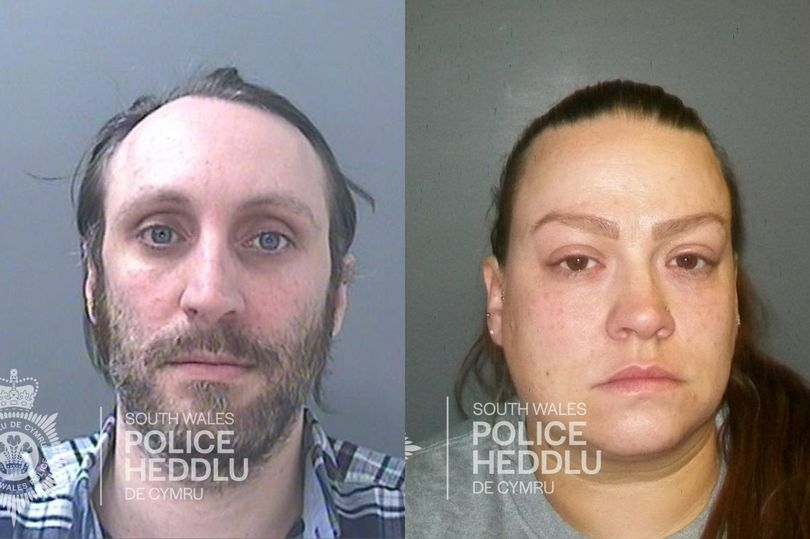 SOUTH WALES
POLICE
HEDDLU
DE CYMRU
SOUTH WALES
POLICE
HEDDLU
DE CYMRU